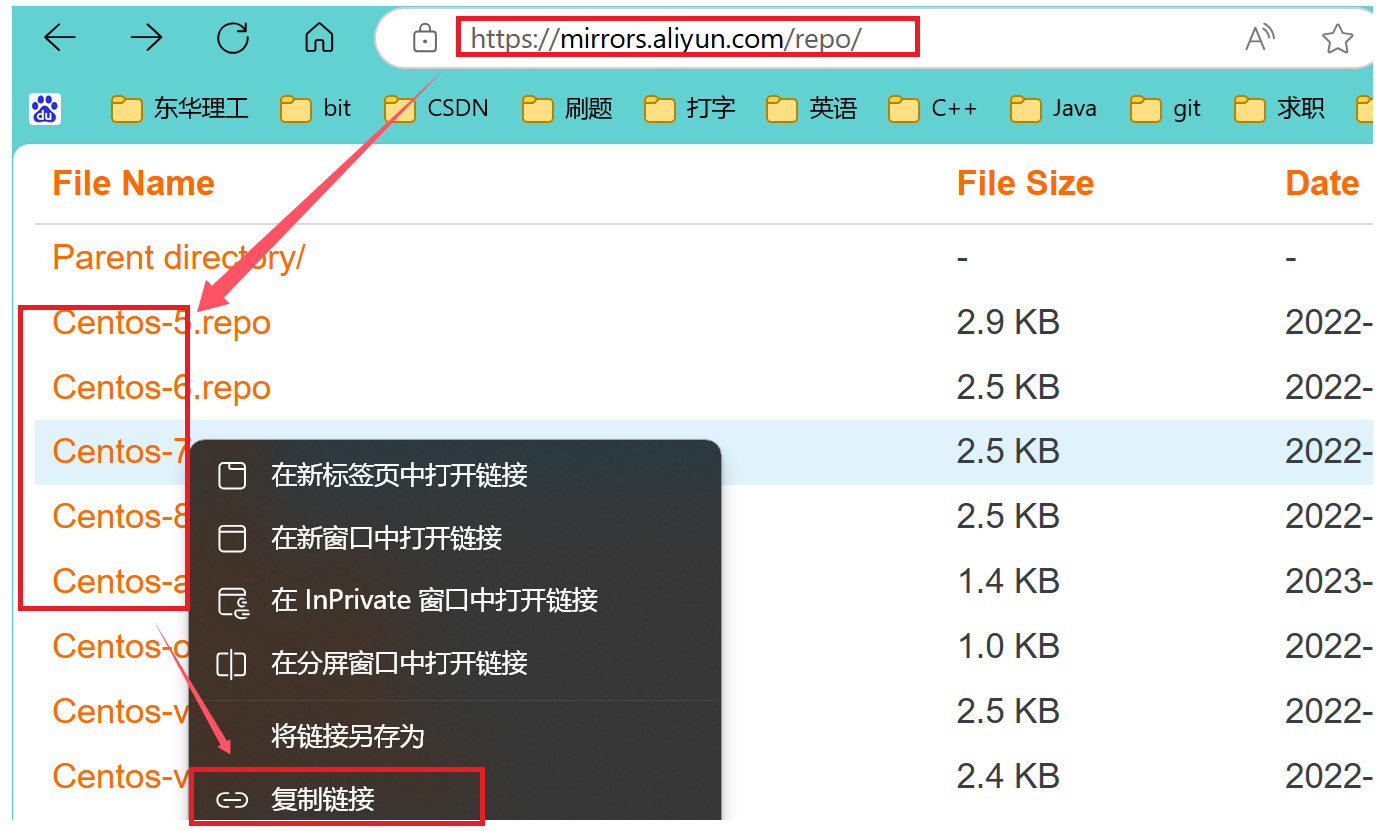 https://mirrors.aliyun.com/repo/
du 东华理工 bit CSDN 刷题 打字 英语 C++ Java git 求职
File Name File Size Date
Parent directory/ - -
Centos-5.repo 2.9 KB 2022-
Centos-6.repo 2.5 KB 2022-
Centos-7 2.5 KB 2022-
在新标签页中打开链接
Centos-8 2.5 KB 2022-
在新窗口中打开链接
Centos-a 1.4 KB 2023-
在 InPrivate 窗口中打开链接
Centos-o 1.0 KB 2022-
在分屏窗口中打开链接
Centos-v 2.5 KB 2022-
将链接另存为
Centos-v 2.4 KB 2022-
复制链接